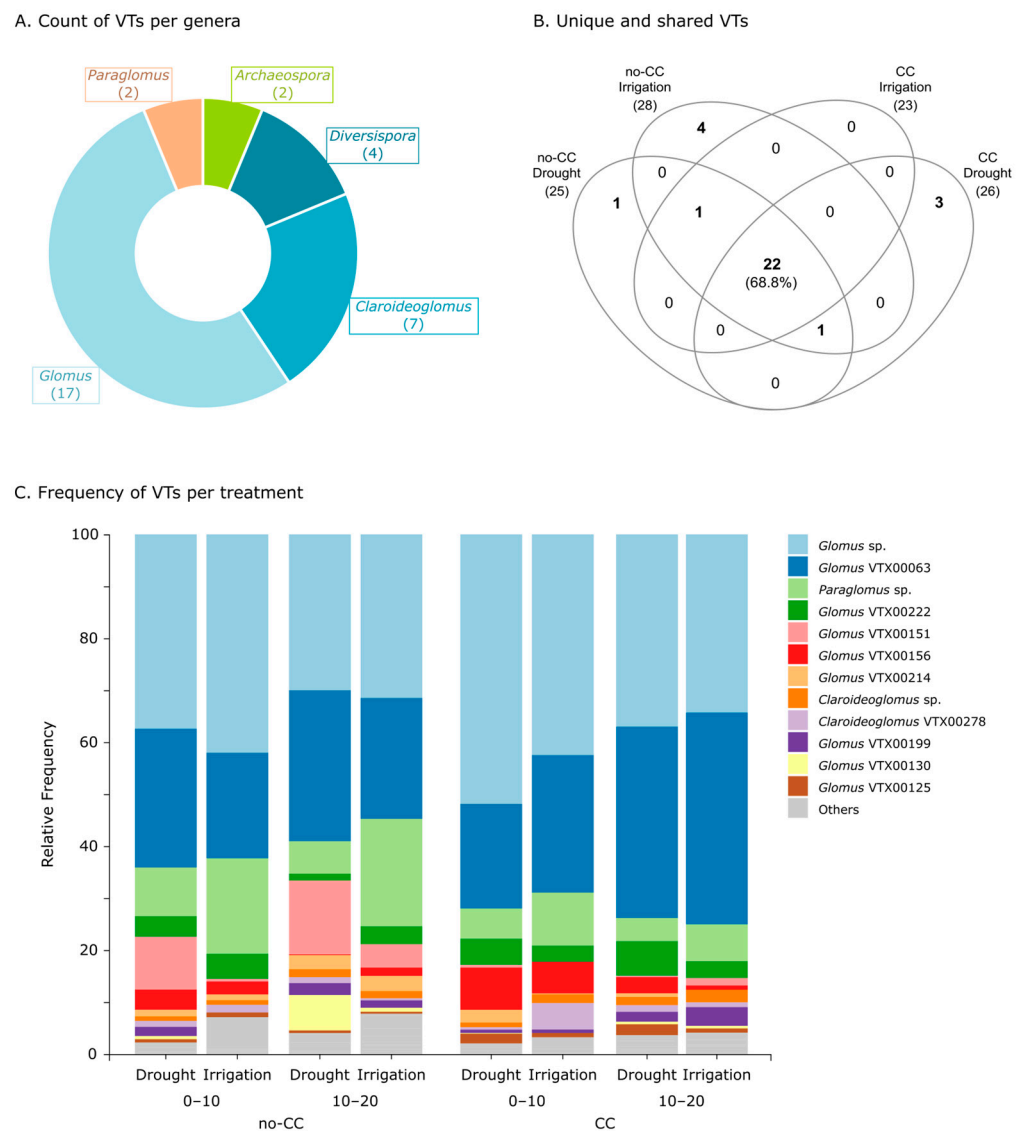 A. Count of VTs per genera
Paraglomus
(2)
Archaeospora
(2)
Diversispora
(4)
Claroideoglomus
(7)
Glomus
(17)
B. Unique and shared VTs
no-CC
Irrigation
(28)
CC
Irrigation
(23)
no-CC
Drought
(25)
CC
Drought
(26)
4
0
0
0
0
1
1
0
3
22
(68.8%)
0
0
0
1
0
C. Frequency of VTs per treatment
Relative Frequency
100
80
60
40
20
0
Drought Irrigation Drought Irrigation Drought Irrigation Drought Irrigation
0–10 10–20 0–10 10–20
no-CC CC
Glomus sp.
Glomus VTX00063
Paraglomus sp.
Glomus VTX00222
Glomus VTX00151
Glomus VTX00156
Glomus VTX00214
Claroideoglomus sp.
Claroideoglomus VTX00278
Glomus VTX00199
Glomus VTX00130
Glomus VTX00125
Others